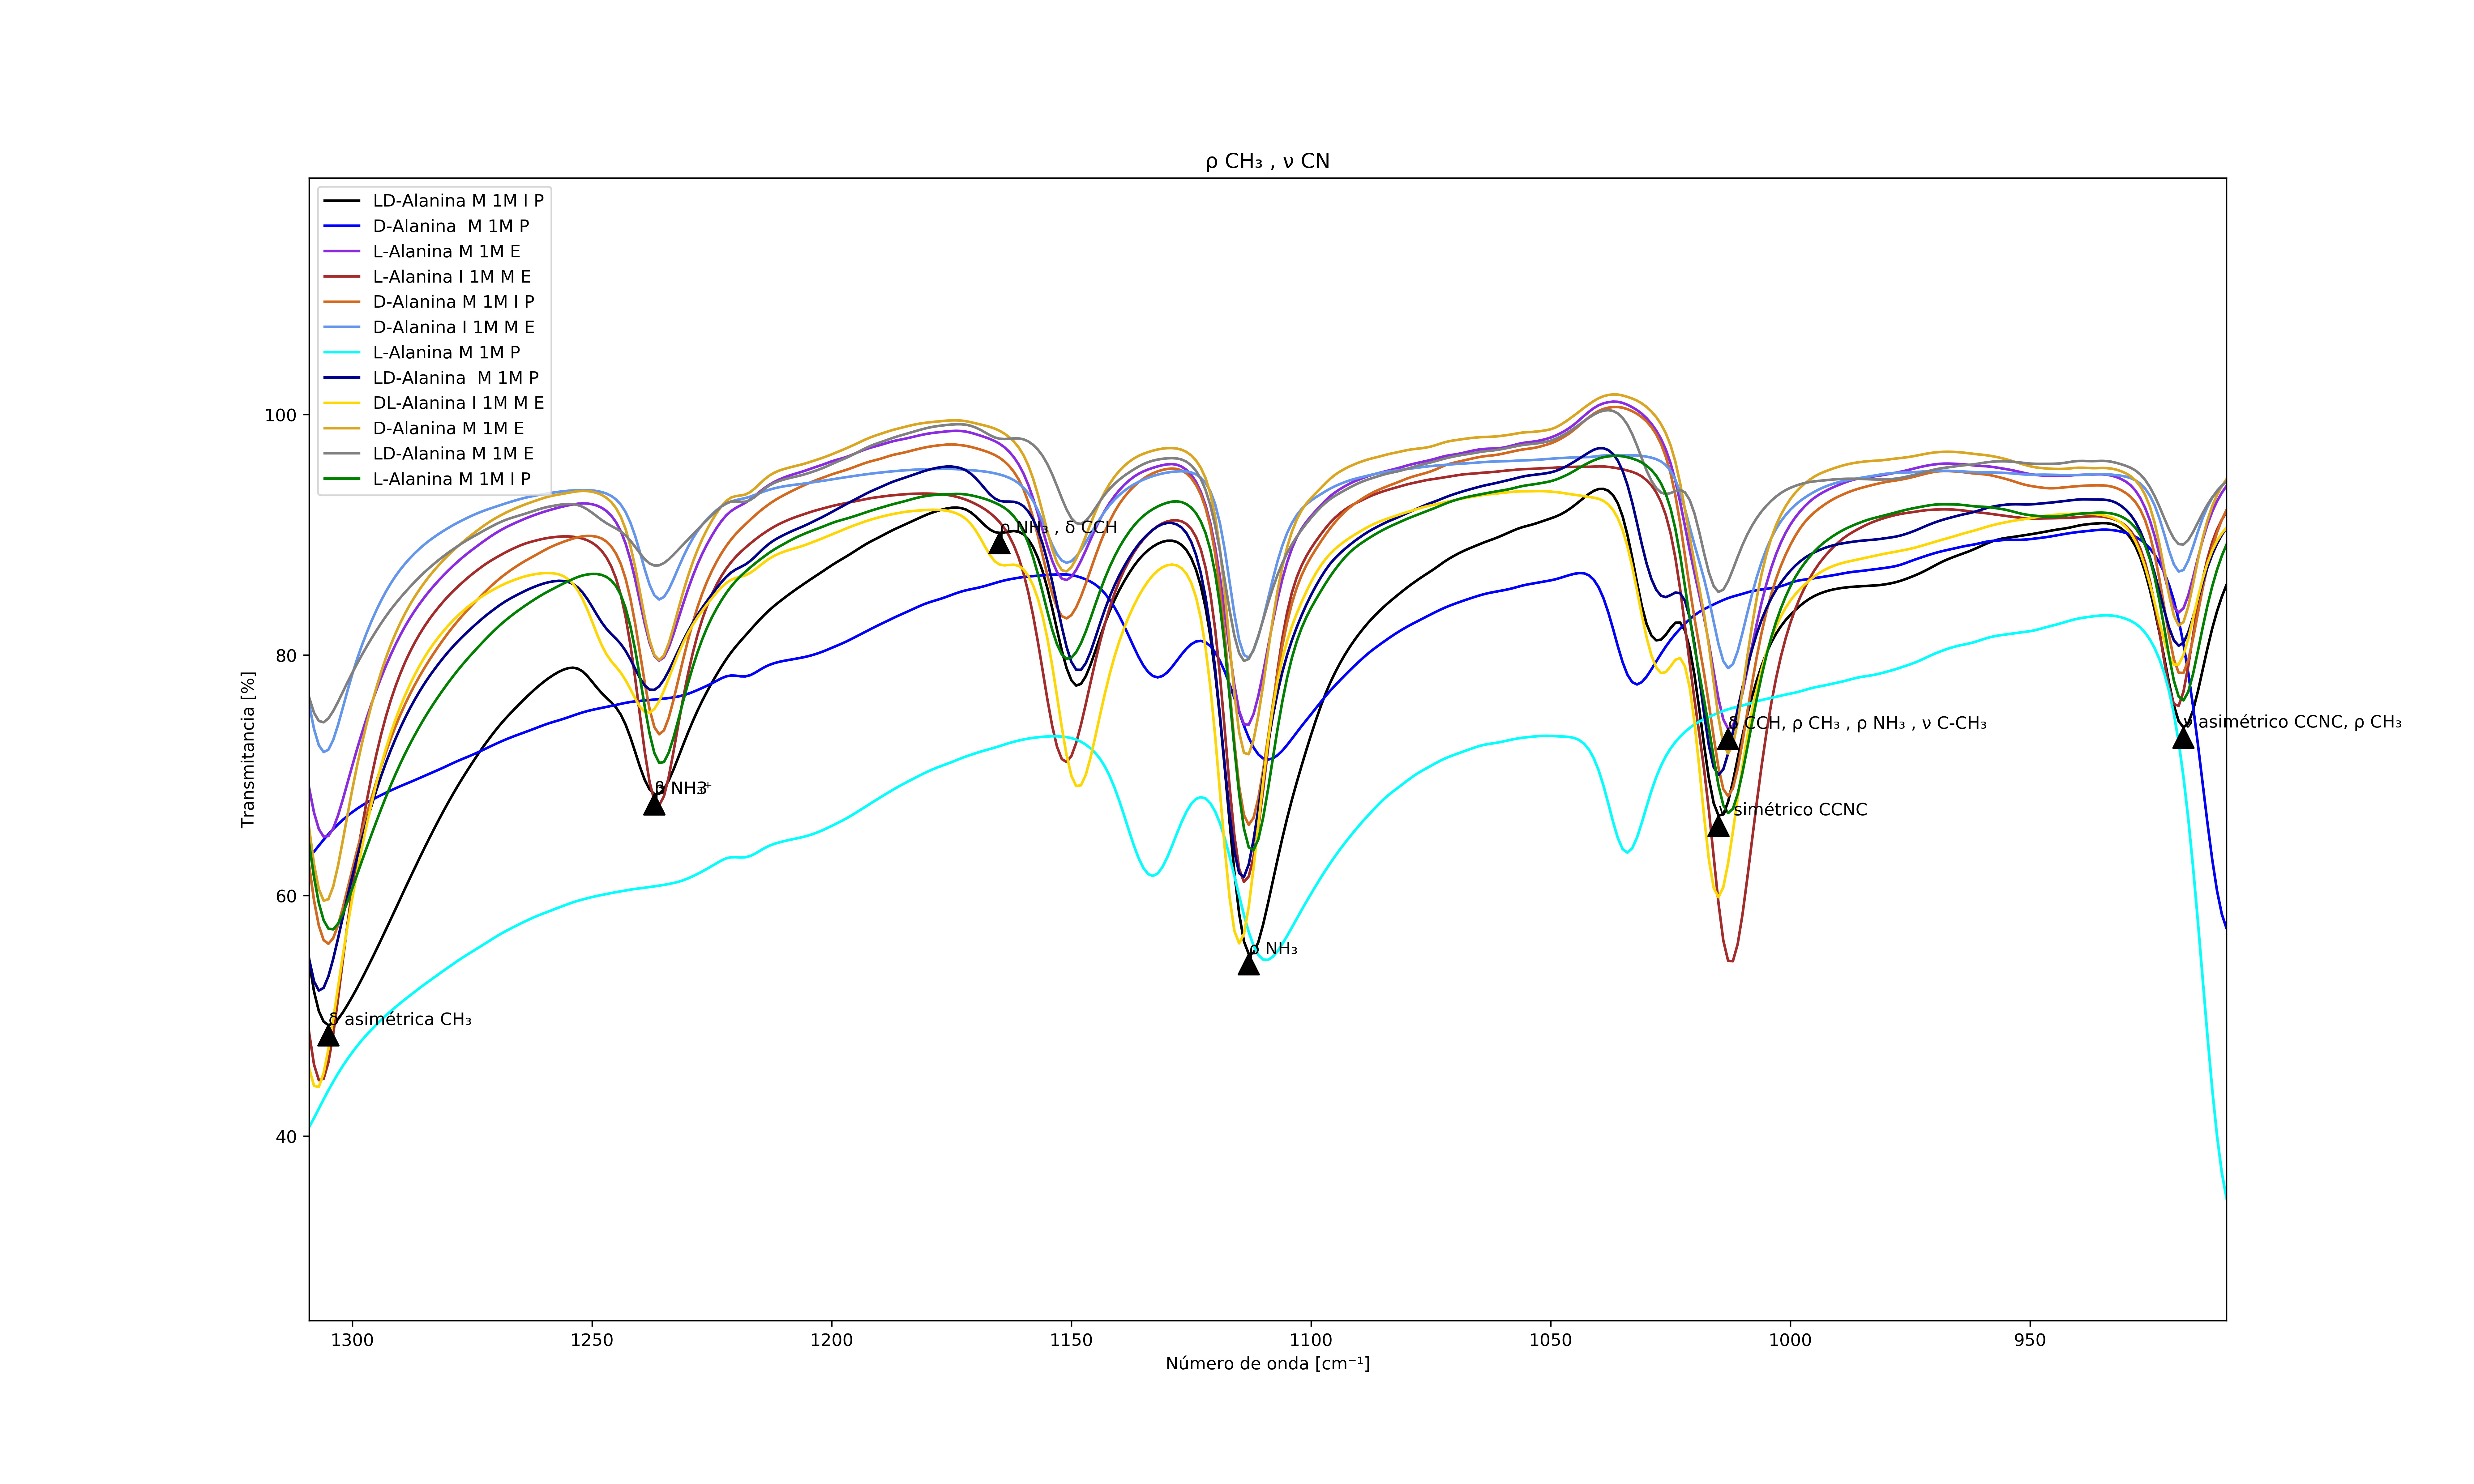 ρ CH₃ , ν CN
LD-Alanina M 1M I P
D-Alanina  M 1M P
L-Alanina M 1M E
L-Alanina I 1M M E
D-Alanina M 1M I P
D-Alanina I 1M M E
L-Alanina M 1M P
LD-Alanina  M 1M P
DL-Alanina I 1M M E
D-Alanina M 1M E
LD-Alanina M 1M E
L-Alanina M 1M I P
100
80
60
40
Transmitancia [%]
ρ NH₃ , δ CCH
δ CCH, ρ CH₃ , ρ NH₃ , ν C-CH₃
ν asimétrico CCNC, ρ CH₃
ν simétrico CCNC
ρ NH₃
δ asimétrica CH₃
1300
1250
1200
1150
1100
1050
1000
950
Número de onda [cm⁻¹]